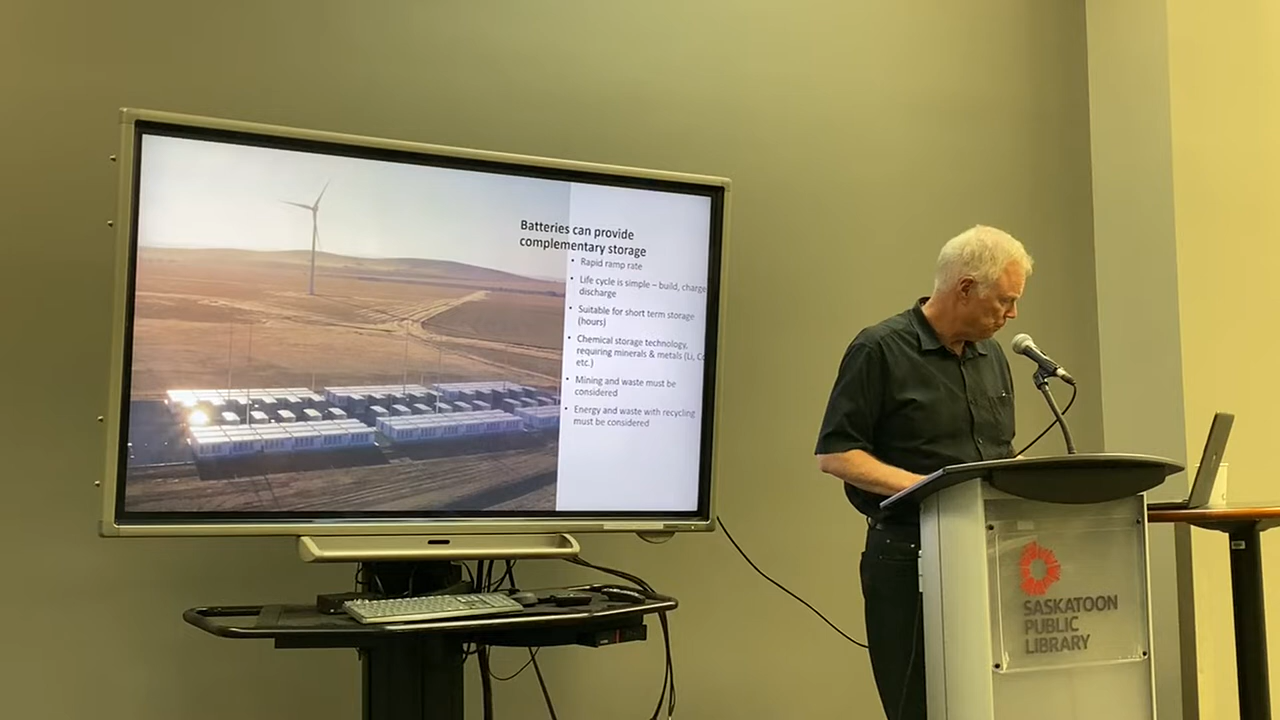 Batteries can provide
complementary storage
• Rapid ramp rate
• Life cycle is simple – build, charge
discharge
• Suitable for short term storage
(hours)
• Chemical storage technology,
requiring minerals & metals (Li, Co
etc.)
• Mining and waste must be
considered
• Energy and waste with recycling
must be considered
SASKATOON
PUBLIC
LIBRARY